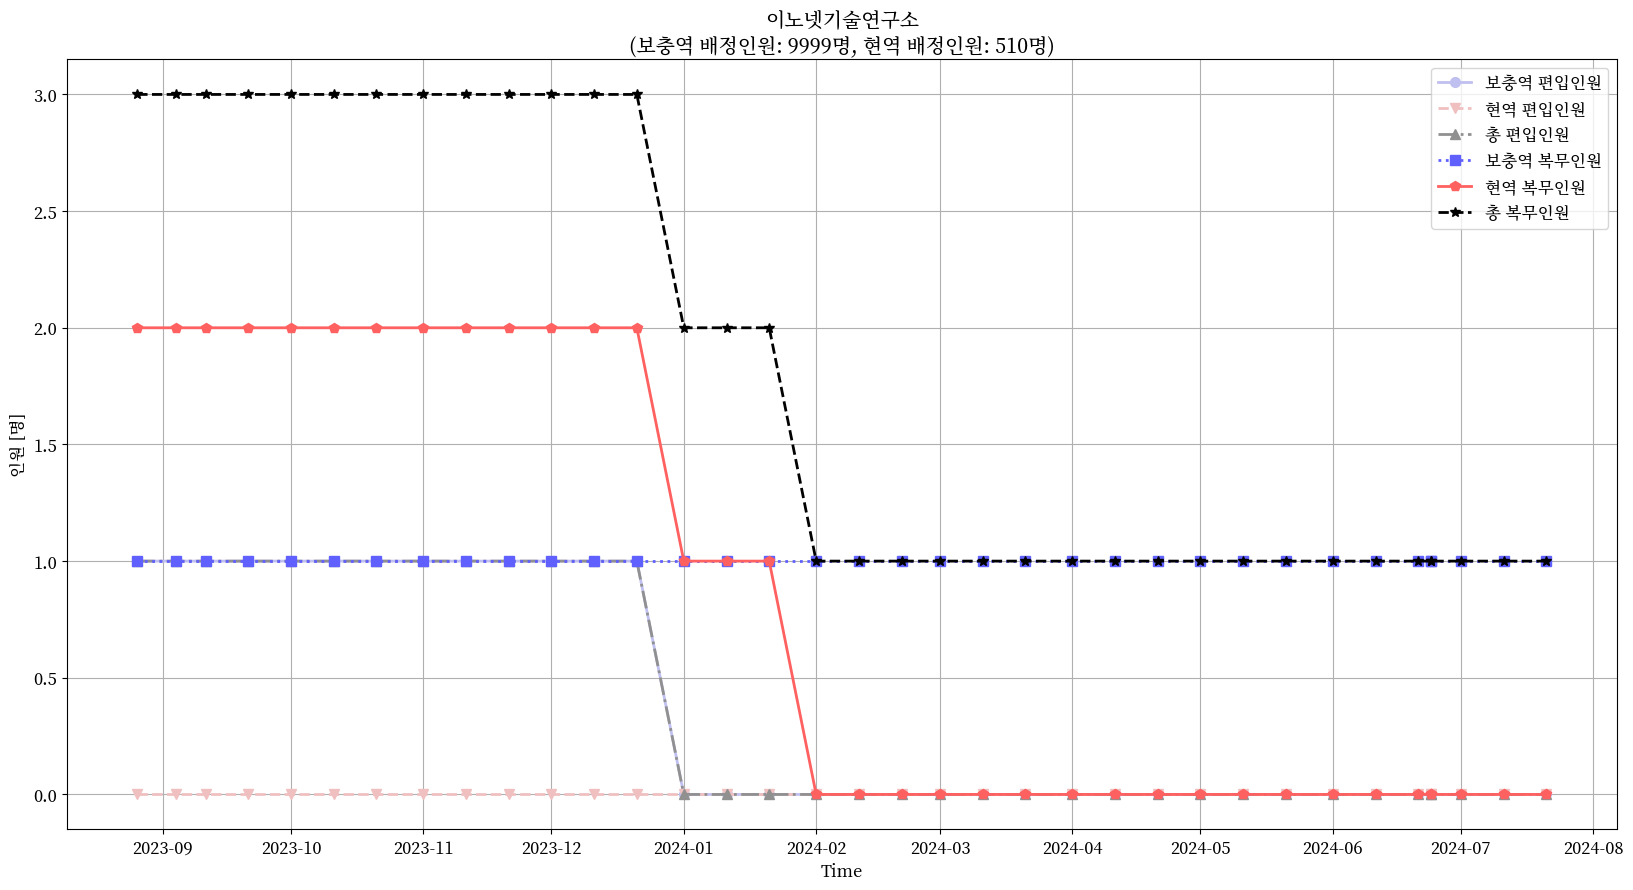 이노넷기술연구소
(보충역 배정인원: 9999명, 현역 배정인원: 510명)
보충역 편입인원
현역 편입인원
총 편입인원
보충역 복무인원
현역 복무인원
총 복무인원
인원 [명]
3.0
2.5
2.0
1.5
1.0
0.5
0.0
2023-09 2023-10 2023-11 2023-12 2024-01 2024-02 2024-03 2024-04 2024-05 2024-06 2024-07 2024-08
Time